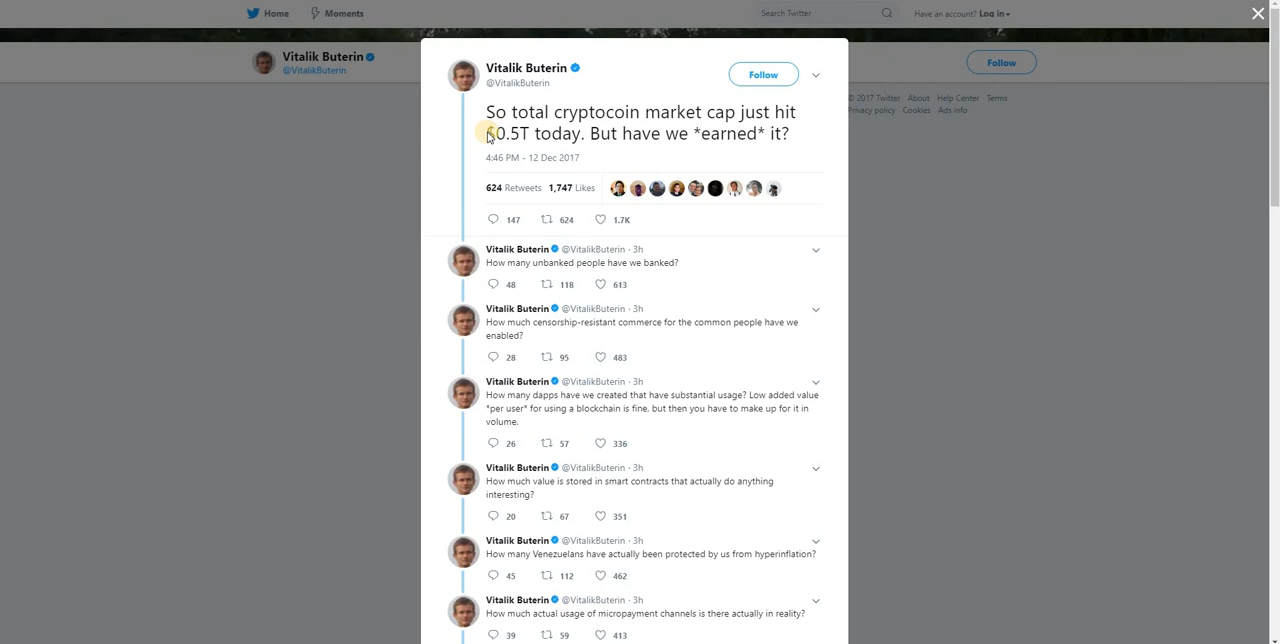 Home
Moments
Search Twitter
Have an account? Log in
Vitalik Buterin
@VitalikButerin
Follow
© 2017 Twitter About Help Center Terms
Privacy policy Cookies Ads info
Vitalik Buterin
@VitalikButerin
Follow
So total cryptocoin market cap just hit
$0.5T today. But have we *earned* it?
4:46 PM - 12 Dec 2017
624 Retweets 1,747 Likes
147 624 1.7K
Vitalik Buterin @VitalikButerin · 3h
How many unbanked people have we banked?
48 118 613
Vitalik Buterin @VitalikButerin · 3h
How much censorship-resistant commerce for the common people have we
enabled?
28 95 483
Vitalik Buterin @VitalikButerin · 3h
How many dapps have we created that have substantial usage? Low added value
*per user* for using a blockchain is fine, but then you have to make up for it in
volume.
26 57 336
Vitalik Buterin @VitalikButerin · 3h
How much value is stored in smart contracts that actually do anything
interesting?
20 67 351
Vitalik Buterin @VitalikButerin · 3h
How many Venezuelans have actually been protected by us from hyperinflation?
45 112 462
Vitalik Buterin @VitalikButerin · 3h
How much actual usage of micropayment channels is there actually in reality?
39 59 413